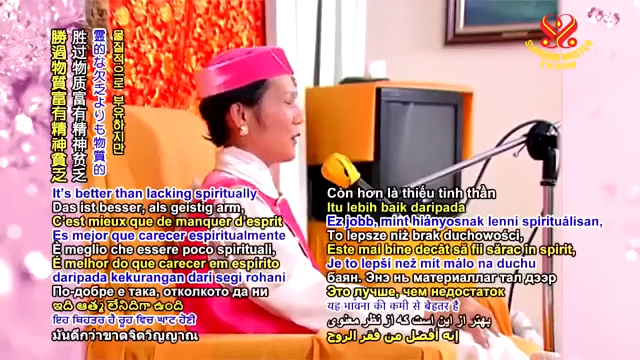 勝過物質富有精神貧乏
胜过物质富有精神贫乏
霊的な欠乏よりも物質的
물질적으로 부유하지만
SUPREME MASTER
TV
It's better than lacking spiritually
Das ist besser, als geistig arm,
C'est mieux que de manquer d'esprit
Es mejor que carecer espiritualmente
È meglio che essere poco spirituali,
É melhor do que carecer em espírito
daripada kekurangan dari segi rohani
По-добре е така, отколкото да ни
ఇది ఆత్మ లేనిదిగా ఉంది
ਇਹ ਬਿਹਤਰ ਹੈ ਰੂਹ ਵਿਚ ਘਾਟ ਹੋਣੀ
มันดีกว่าขาดจิตวิญญาณ
Còn hơn là thiếu tinh thần
Itu lebih baik daripada
Ez jobb, mint hiányosnak lenni spirituálisan,
To lepsze niż brak duchowości,
Este mai bine decât să fii sărac în spirit,
Je to lepší než mít málo na duchu
баян. Энэ нь материаллаг тал дээр
Это лучше, чем недостаток
यह भावना की कमी से बेहतर है
بهتر از این است که از نظر معنوی
إنه أفضل من فقر الروح